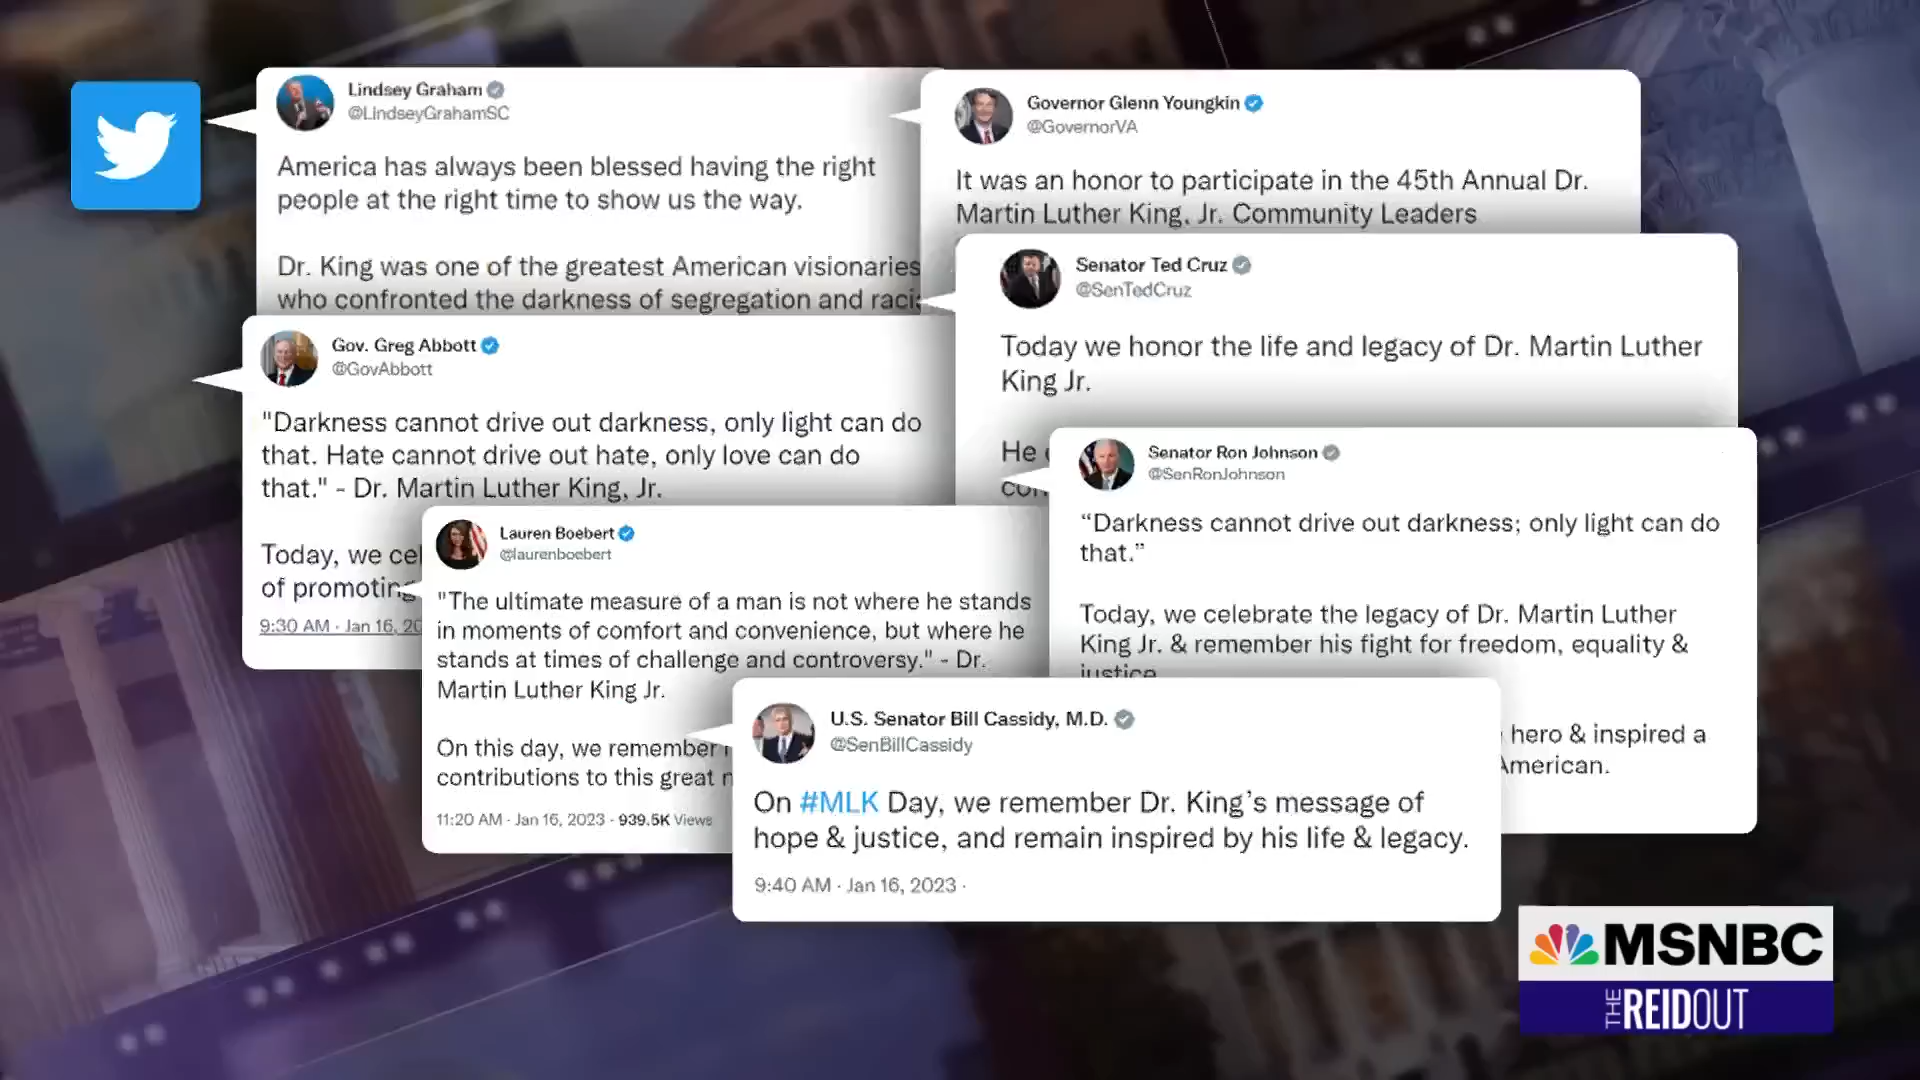 Lindsey Graham
@LindseyGrahamSC
America has always been blessed having the right
people at the right time to show us the way.
Dr. King was one of the greatest American visionaries
who confronted the darkness of segregation and
Governor Glenn Youngkin
@GovernorVA
It was an honor to participate in the 45th Annual Dr.
Martin Luther King, Jr. Community Leaders
Senator Ted Cruz
@SenTedCruz
Today we honor the life and legacy of Dr. Martin Luther
King Jr.
He
Gov. Greg Abbott
@GovAbbott
"Darkness cannot drive out darkness, only light can do
that. Hate cannot drive out hate, only love can do
that." - Dr. Martin Luther King, Jr.
Today, we
of promoting
9:30 AM · Jan 16,
Senator Ron Johnson
@SenRonJohnson
“Darkness cannot drive out darkness; only light can do
that.”
Today, we celebrate the legacy of Dr. Martin Luther
King Jr. & remember his fight for freedom, equality &
justice
hero & inspired a
American.
Lauren Boebert
@laurenboebert
"The ultimate measure of a man is not where he stands
in moments of comfort and convenience, but where he
stands at times of challenge and controversy." - Dr.
Martin Luther King Jr.
On this day, we remember
contributions to this great
11:20 AM · Jan 16, 2023 · 939.5K Views
U.S. Senator Bill Cassidy, M.D.
@SenBillCassidy
On #MLK Day, we remember Dr. King’s message of
hope & justice, and remain inspired by his life & legacy.
9:40 AM · Jan 16, 2023 ·
MSNBC
THE REIDOUT